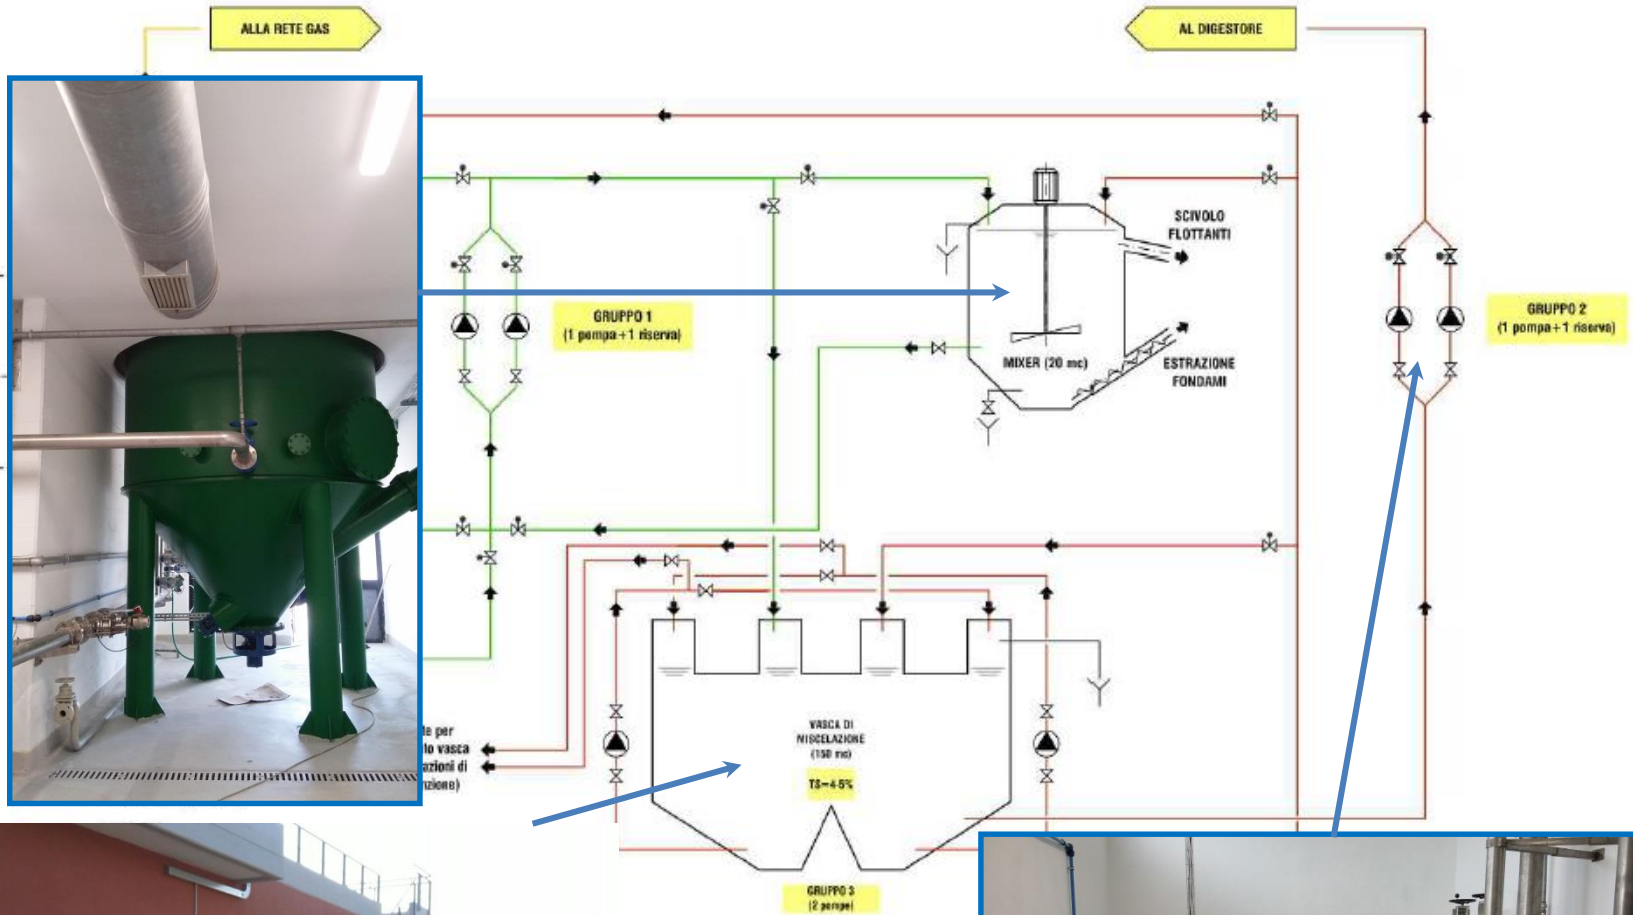 ALLA RETE GAS
AL DIGESTORE
SCIVOLO
FLOTTANTI
GRUPPO 1
(1 pompa+1 riserva)
GRUPPO 2
(1 pompa+1 riserva)
MIXER (20 mc)
ESTRAZIONE
FONDAMI
te per
to vasca
azioni di
nzione)
VASCA DI
MISCELAZIONE
(150 mc)
TS=4-5%
GRUPPO 3
(2 pompe)